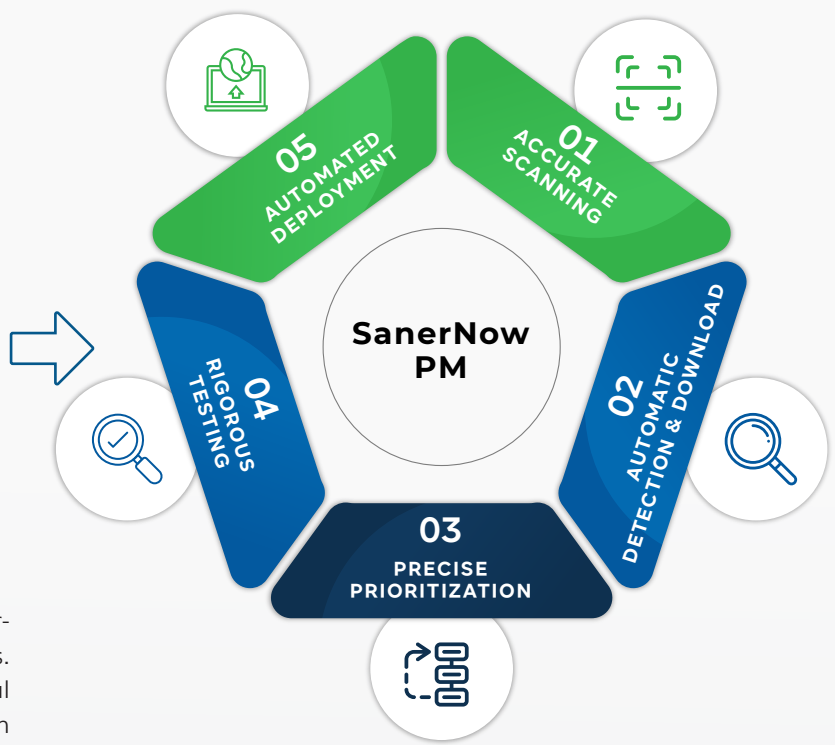 SanerNow
PM
01
ACCURATE
SCANNING
02
AUTOMATIC
DETECTION & DOWNLOAD
03
PRECISE
PRIORITIZATION
04
RIGOROUS
TESTING
05
AUTOMATED
DEPLOYMENT